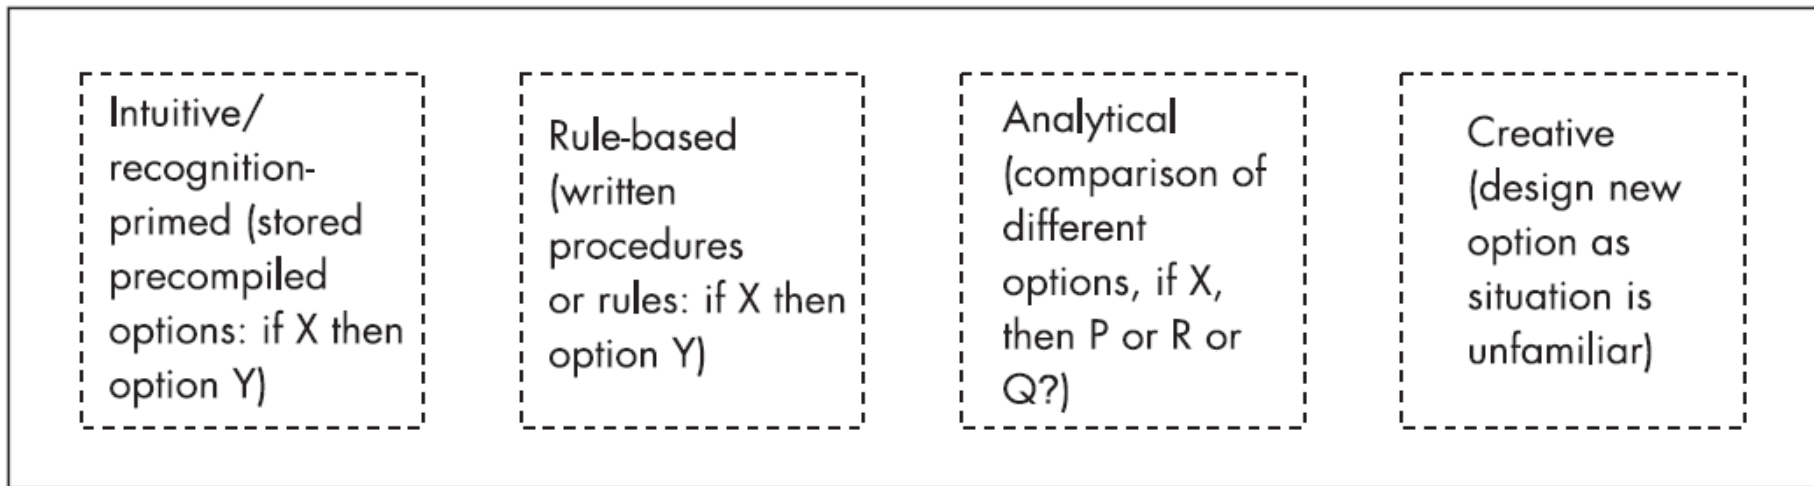 Intuitive/
recognition-
primed (stored
precompiled
options: if X then
option Y)
Rule-based
(written
procedures
or rules: if X then
option Y)
Analytical
(comparison of
different
options, if X,
then P or R or
Q?)
Creative
(design new
option as
situation is
unfamiliar)